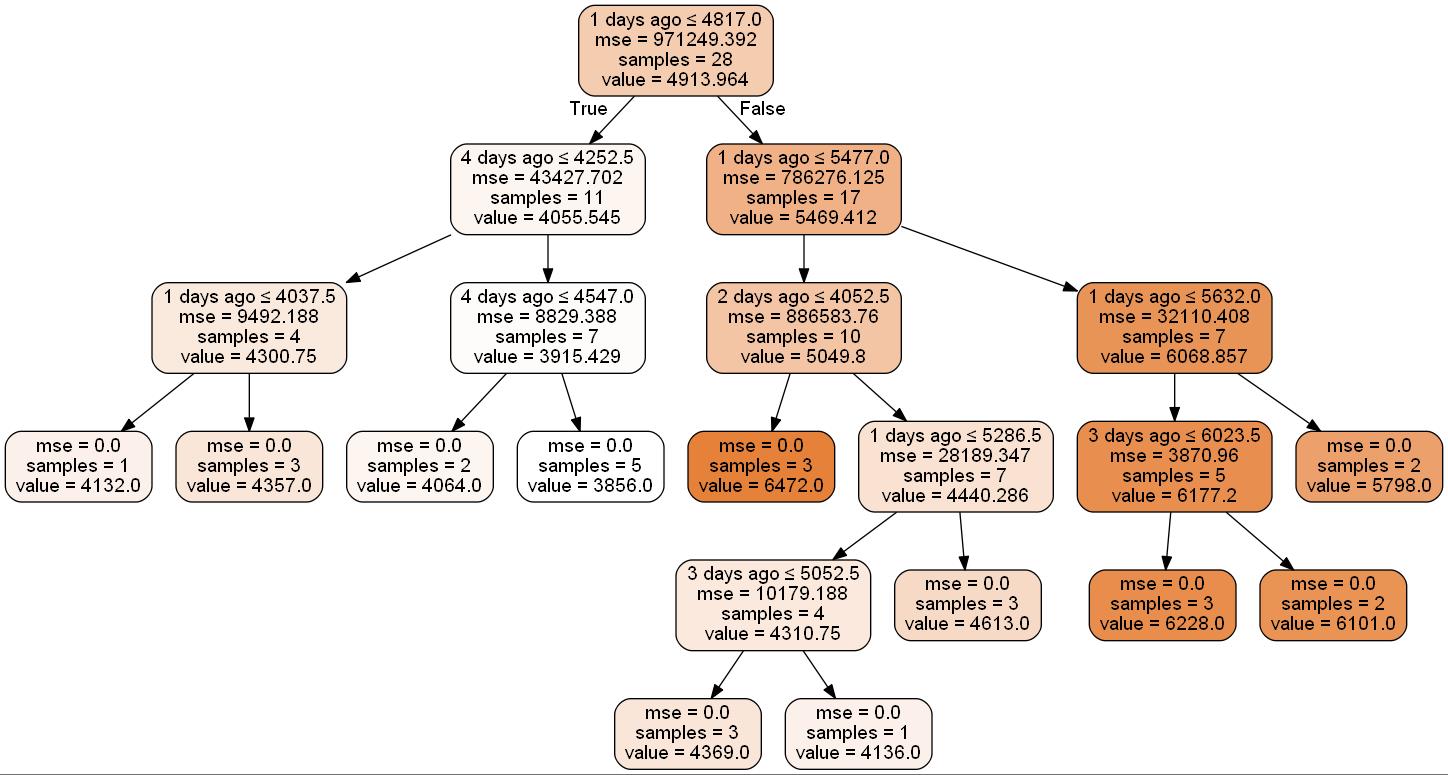 1 days ago ≤ 4817.0
mse = 971249.392
samples = 28
value = 4913.964
True
False
4 days ago ≤ 4252.5
mse = 43427.702
samples = 11
value = 4055.545
1 days ago ≤ 5477.0
mse = 786276.125
samples = 17
value = 5469.412
1 days ago ≤ 4037.5
mse = 9492.188
samples = 4
value = 4300.75
4 days ago ≤ 4547.0
mse = 8829.388
samples = 7
value = 3915.429
2 days ago ≤ 4052.5
mse = 886583.76
samples = 10
value = 5049.8
1 days ago ≤ 5632.0
mse = 32110.408
samples = 7
value = 6068.857
mse = 0.0
samples = 1
value = 4132.0
mse = 0.0
samples = 3
value = 4357.0
mse = 0.0
samples = 2
value = 4064.0
mse = 0.0
samples = 5
value = 3856.0
mse = 0.0
samples = 3
value = 6472.0
1 days ago ≤ 5286.5
mse = 28189.347
samples = 7
value = 4440.286
3 days ago ≤ 6023.5
mse = 3870.96
samples = 5
value = 6177.2
mse = 0.0
samples = 2
value = 5798.0
3 days ago ≤ 5052.5
mse = 10179.188
samples = 4
value = 4310.75
mse = 0.0
samples = 3
value = 4613.0
mse = 0.0
samples = 3
value = 6228.0
mse = 0.0
samples = 2
value = 6101.0
mse = 0.0
samples = 3
value = 4369.0
mse = 0.0
samples = 1
value = 4136.0